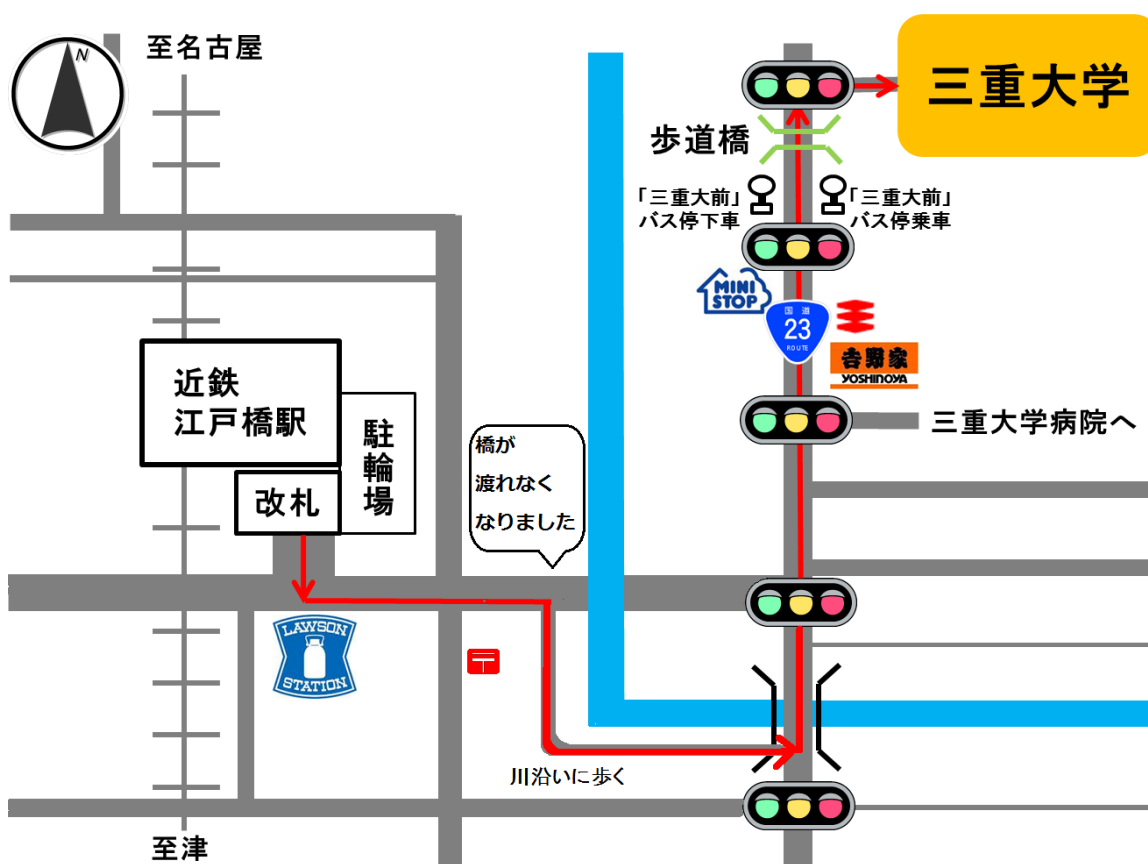 N
至名古屋
三重大学
歩道橋
「三重大前」
バス停下車
「三重大前」
バス停乗車
MINI
STOP
国道
23
ROUTE
吉野家
YOSHINOYA
近鉄
江戸橋駅
駐輪場
改札
橋が
渡れなく
なりました
三重大学病院へ
LAWSON
STATION
川沿いに歩く
至津